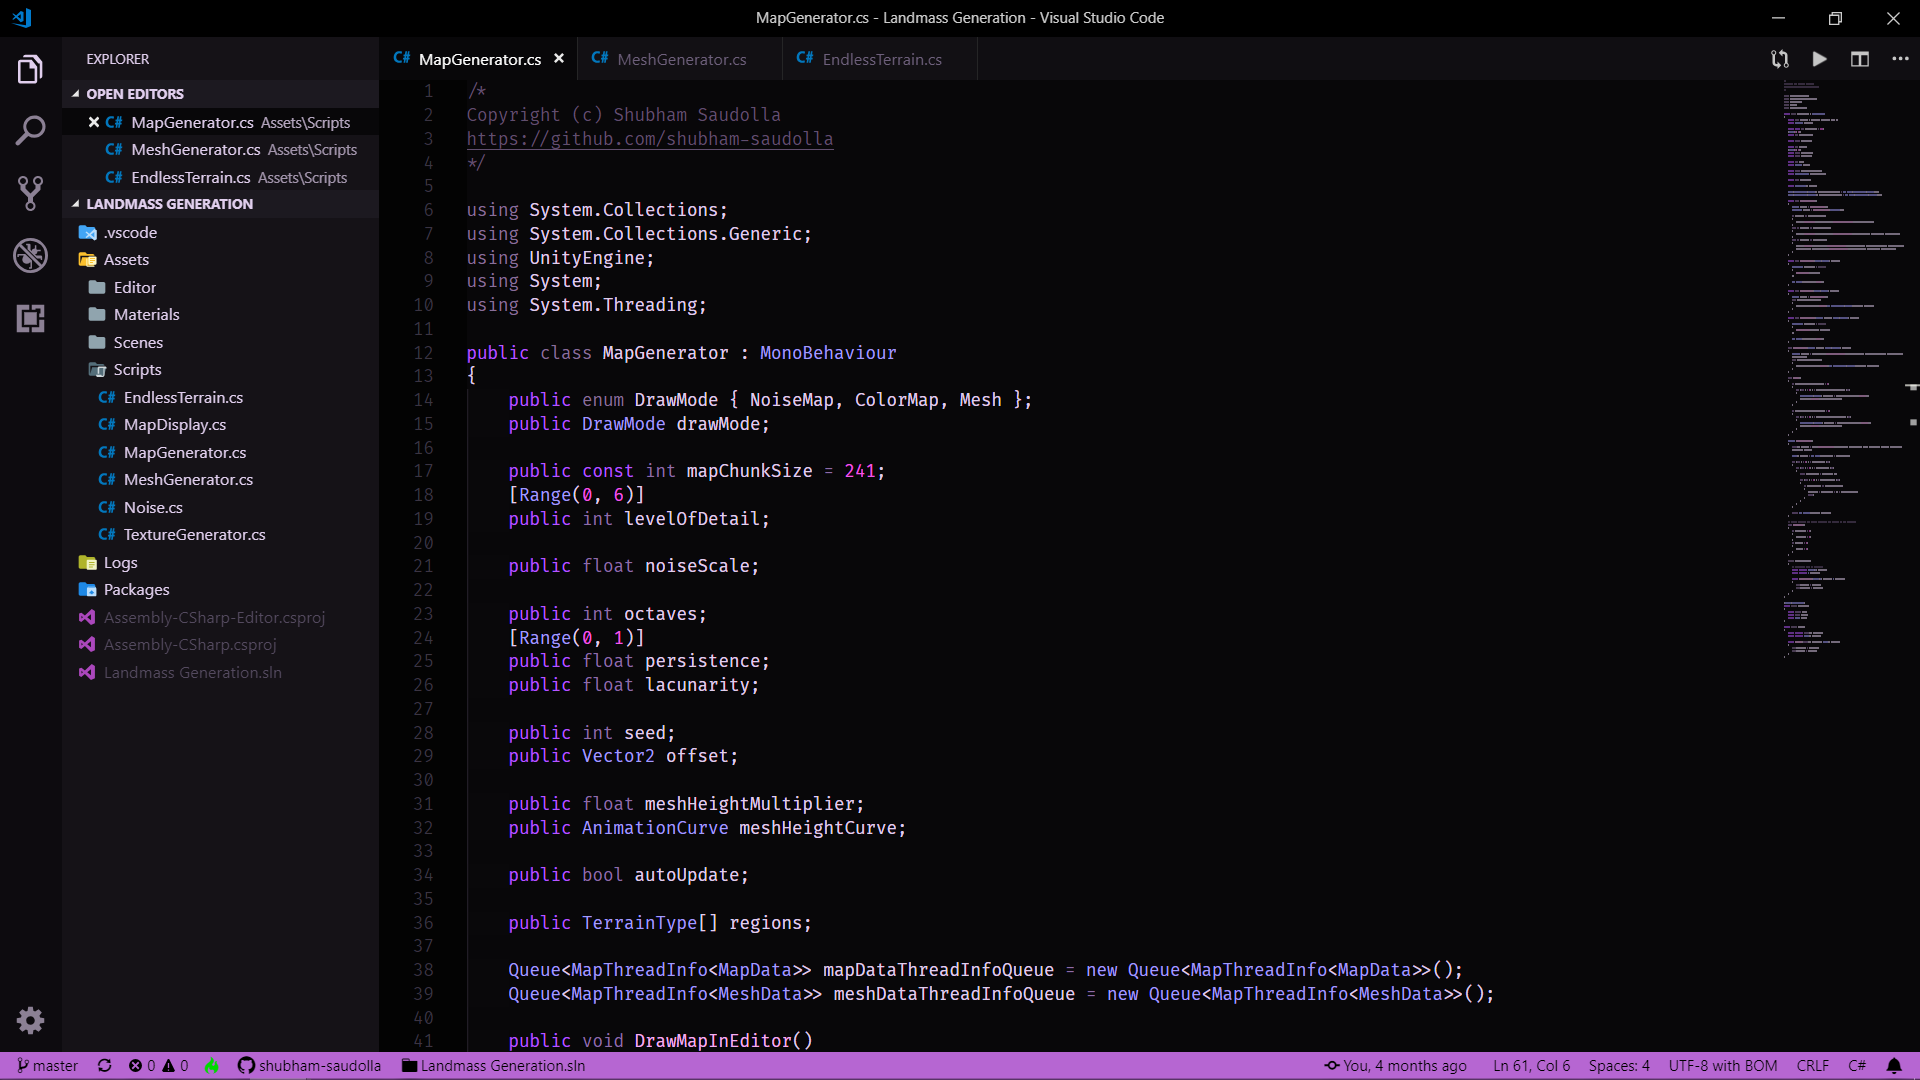 MapGenerator.cs - Landmass Generation - Visual Studio Code
EXPLORER
OPEN EDITORS
C# MapGenerator.cs Assets\Scripts
C# MeshGenerator.cs Assets\Scripts
C# EndlessTerrain.cs Assets\Scripts
LANDMASS GENERATION
.vscode
Assets
Editor
Materials
Scenes
Scripts
C# EndlessTerrain.cs
C# MapDisplay.cs
C# MapGenerator.cs
C# MeshGenerator.cs
C# Noise.cs
C# TextureGenerator.cs
Logs
Packages
Assembly-CSharp-Editor.csproj
Assembly-CSharp.csproj
Landmass Generation.sln
C# MapGenerator.cs C# MeshGenerator.cs C# EndlessTerrain.cs
1 /*
2 Copyright (c) Shubham Saudolla
3 https://github.com/shubham-saudolla
4 */
5
6 using System.Collections;
7 using System.Collections.Generic;
8 using UnityEngine;
9 using System;
10 using System.Threading;
11
12 public class MapGenerator : MonoBehaviour
13 {
14 public enum DrawMode { NoiseMap, ColorMap, Mesh };
15 public DrawMode drawMode;
16
17 public const int mapChunkSize = 241;
18 [Range(0, 6)]
19 public int levelOfDetail;
20
21 public float noiseScale;
22
23 public int octaves;
24 [Range(0, 1)]
25 public float persistence;
26 public float lacunarity;
27
28 public int seed;
29 public Vector2 offset;
30
31 public float meshHeightMultiplier;
32 public AnimationCurve meshHeightCurve;
33
34 public bool autoUpdate;
35
36 public TerrainType[] regions;
37
38 Queue<MapThreadInfo<MapData>> mapDataThreadInfoQueue = new Queue<MapThreadInfo<MapData>>();
39 Queue<MapThreadInfo<MeshData>> meshDataThreadInfoQueue = new Queue<MapThreadInfo<MeshData>>();
40
41 public void DrawMapInEditor()
master 0 0 shubham-saudolla Landmass Generation.sln You, 4 months ago Ln 61, Col 6 Spaces: 4 UTF-8 with BOM CRLF C#